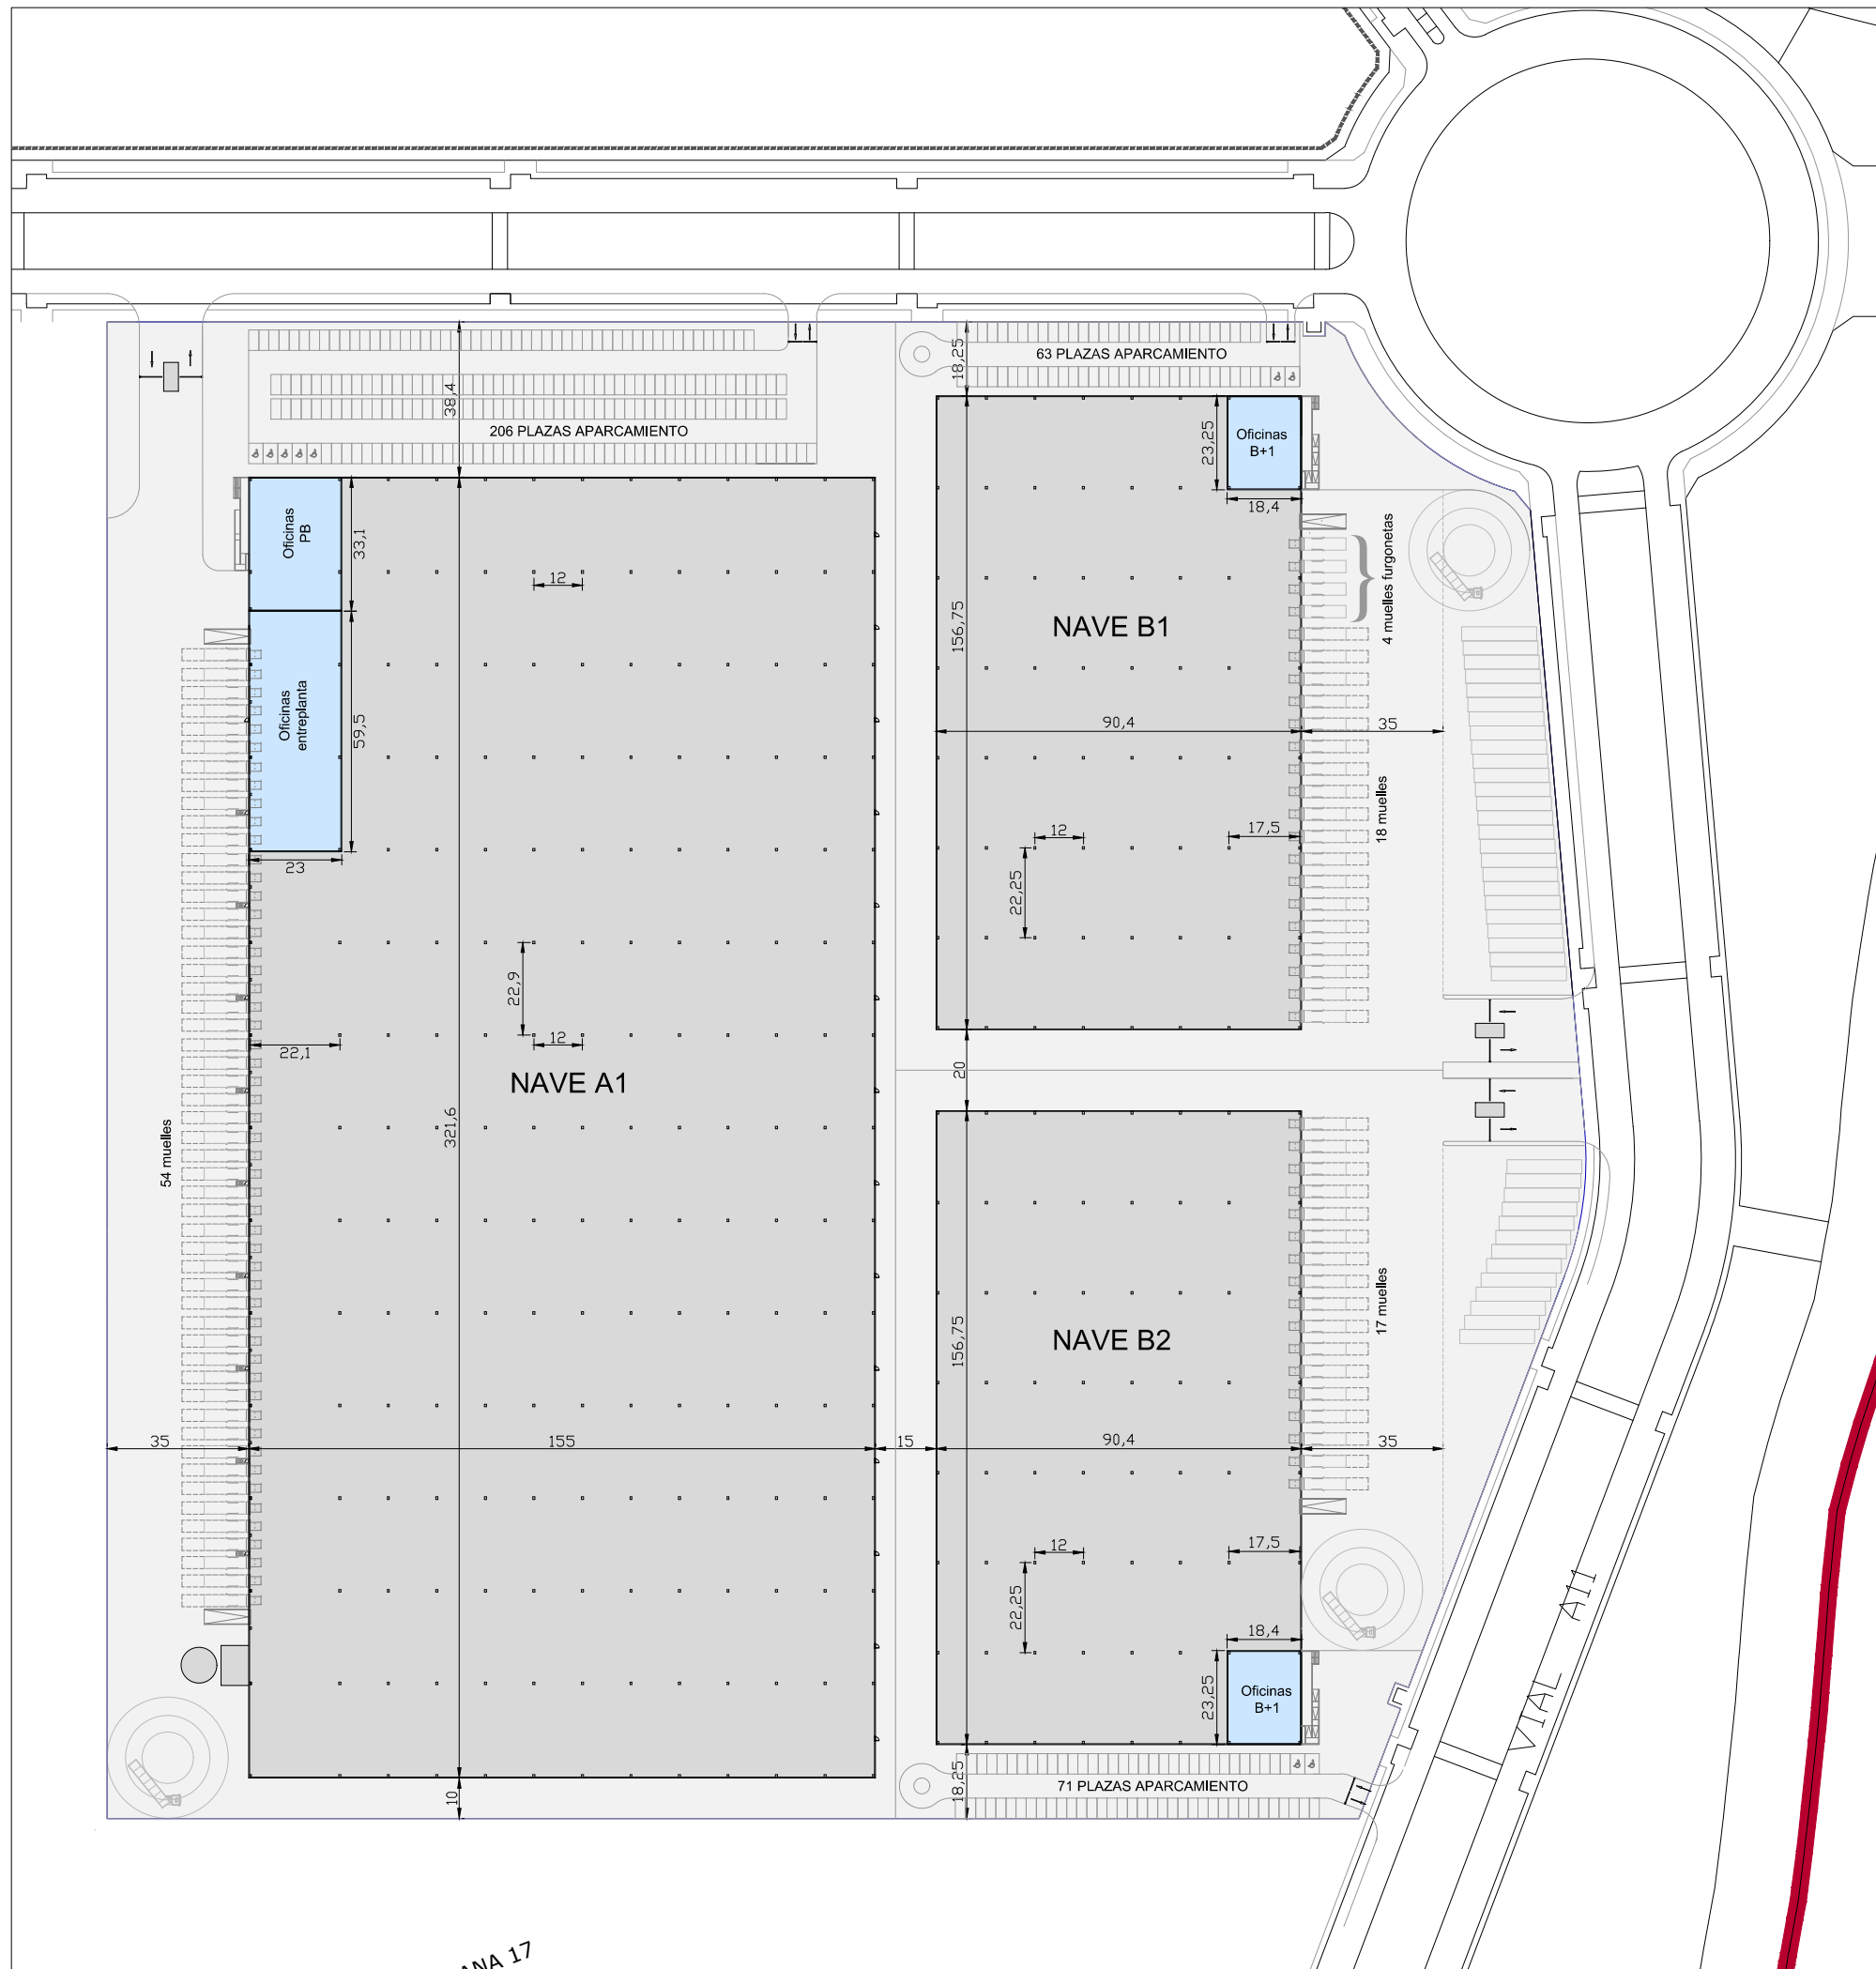 63 PLAZAS APARCAMIENTO
18,25
38,4
206 PLAZAS APARCAMIENTO
Oficinas
B+1
23,25
18,4
Oficinas
PB
33,1
12
4 muelles furgonetas
NAVE B1
156,75
Oficinas
entreplanta
59,5
90,4
35
18 muelles
12
17,5
23
22,25
22,9
12
22,1
20
NAVE A1
321,6
54 muelles
17 muelles
NAVE B2
156,75
35
155
15
90,4
35
12
17,5
22,25
18,4
VIAL A11
Oficinas
B+1
23,25
18,25
71 PLAZAS APARCAMIENTO
10
ANA 17